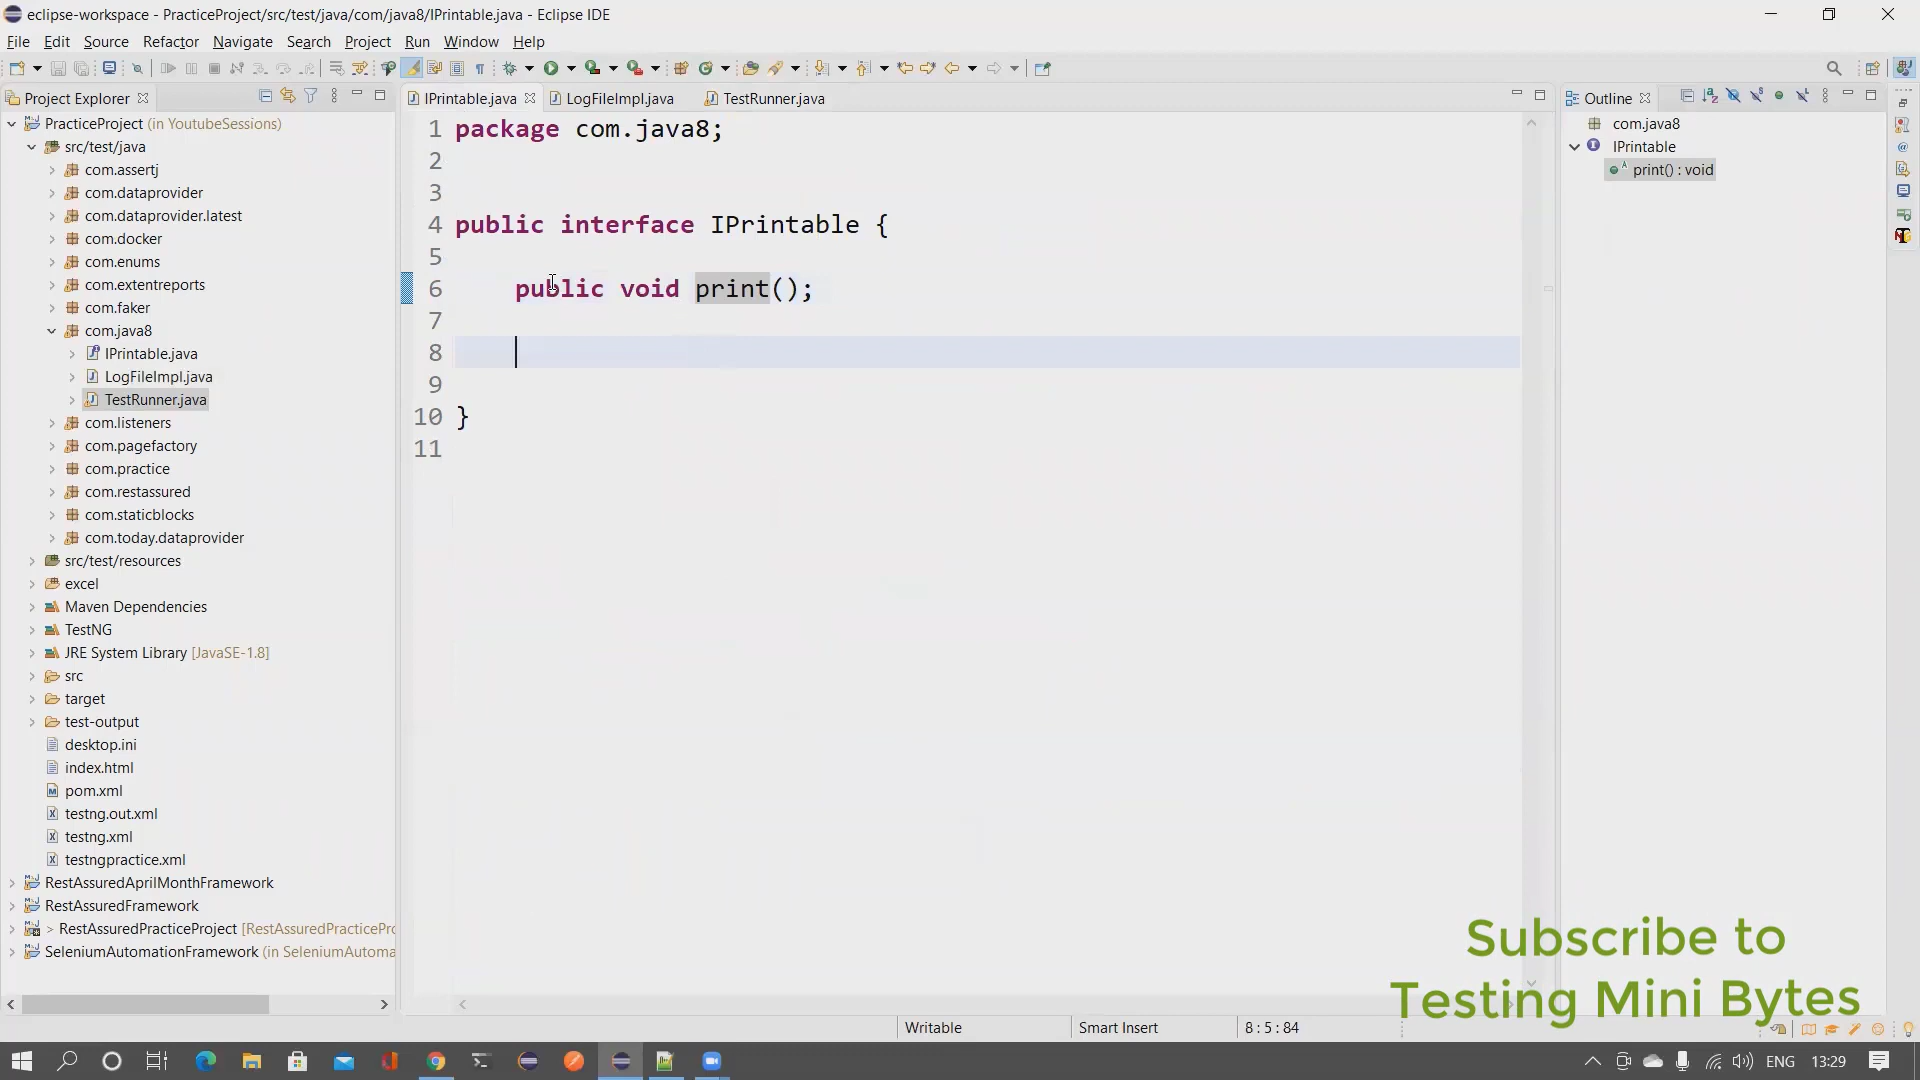 eclipse-workspace - PracticeProject/src/test/java/com/java8/IPrintable.java - Eclipse IDE
File Edit Source Refactor Navigate Search Project Run Window Help
Project Explorer
IPrintable.java LogFileImpl.java TestRunner.java
Outline
PracticeProject (in YoutubeSessions)
src/test/java
com.assertj
com.dataprovider
com.dataprovider.latest
com.docker
com.enums
com.extentreports
com.faker
com.java8
IPrintable.java
LogFileImpl.java
TestRunner.java
com.listeners
com.pagefactory
com.practice
com.restassured
com.staticblocks
com.today.dataprovider
src/test/resources
excel
Maven Dependencies
TestNG
JRE System Library [JavaSE-1.8]
src
target
test-output
desktop.ini
index.html
pom.xml
testng.out.xml
testng.xml
testngpractice.xml
RestAssuredAprilMonthFramework
RestAssuredFramework
> RestAssuredPracticeProject [RestAssuredPracticePro
SeleniumAutomationFramework (in SeleniumAutoma
1 package com.java8;
2
3
4 public interface IPrintable {
5
6 public void print();
7
8
9
10 }
11
com.java8
IPrintable
print() : void
Subscribe to
Testing Mini Bytes
Writable Smart Insert 8 : 5 : 84
ENG 13:29